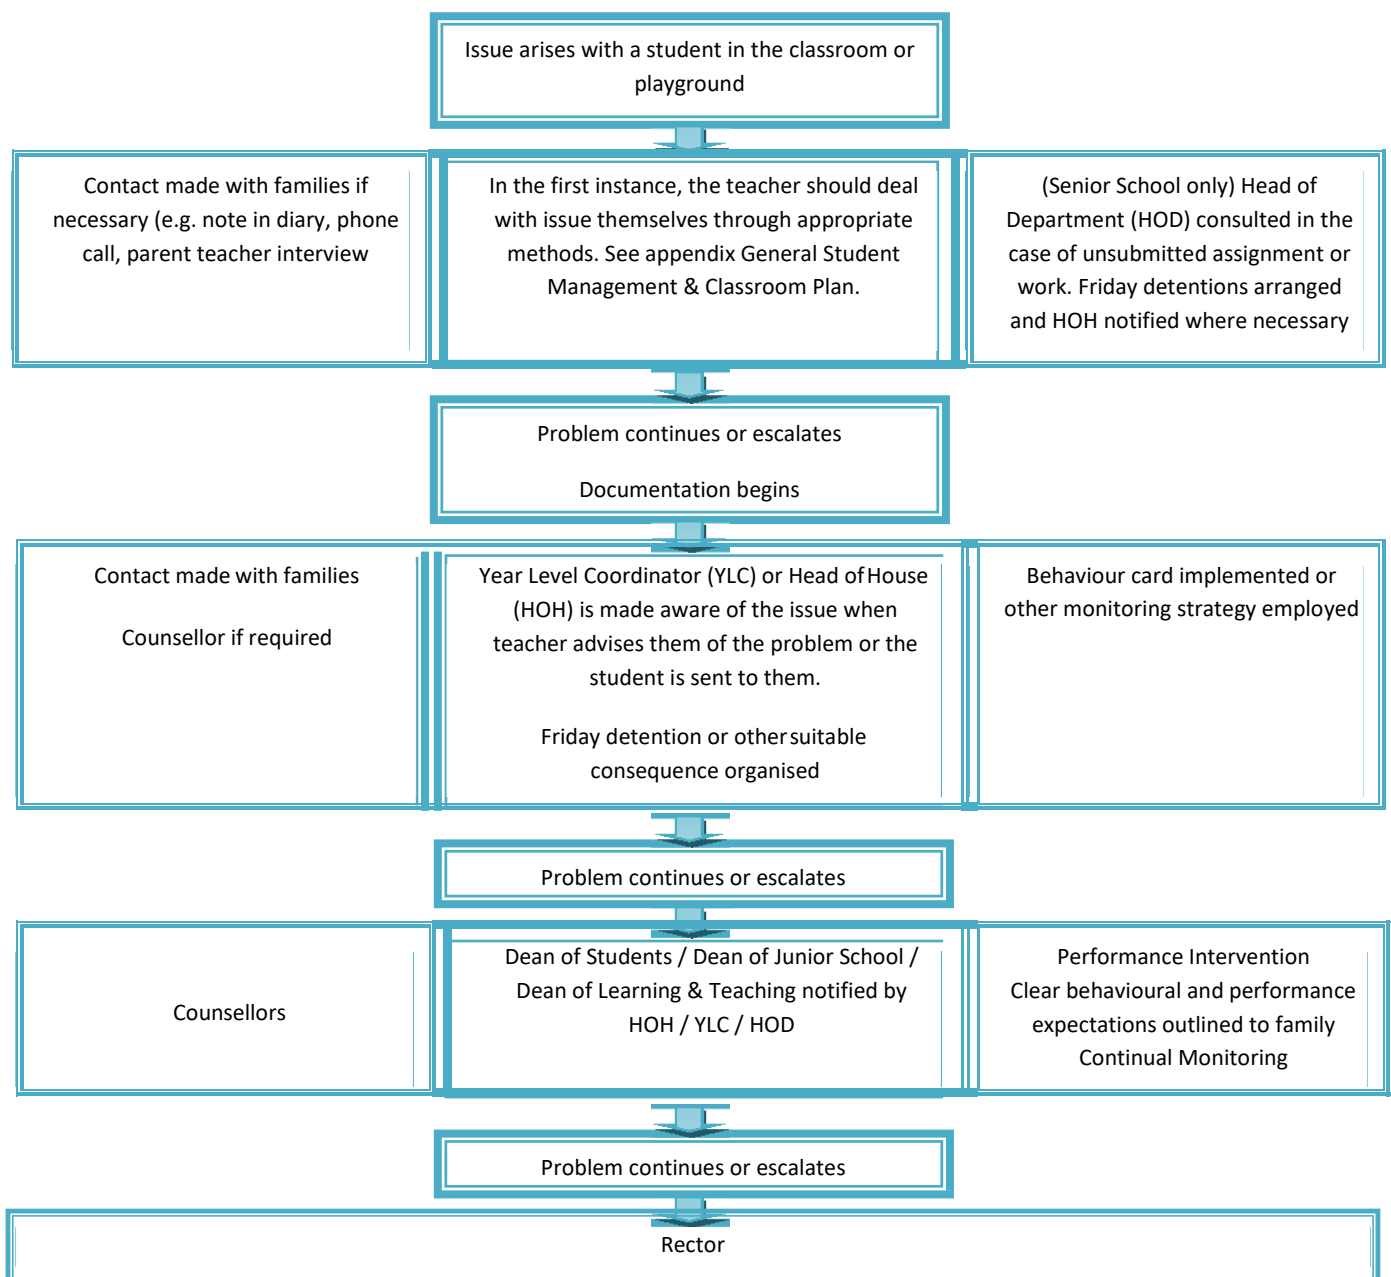 Issue arises with a student in the classroom or
playground
Contact made with families if
necessary (e.g. note in diary, phone
call, parent teacher interview
In the first instance, the teacher should deal
with issue themselves through appropriate
methods. See appendix General Student
Management & Classroom Plan.
(Senior School only) Head of
Department (HOD) consulted in the
case of unsubmitted assignment or
work. Friday detentions arranged
and HOH notified where necessary
Problem continues or escalates
Documentation begins
Contact made with families
Counsellor if required
Year Level Coordinator (YLC) or Head of House
(HOH) is made aware of the issue when
teacher advises them of the problem or the
student is sent to them.
Friday detention or other suitable
consequence organised
Behaviour card implemented or
other monitoring strategy employed
Problem continues or escalates
Counsellors
Dean of Students / Dean of Junior School /
Dean of Learning & Teaching notified by
HOH / YLC / HOD
Performance Intervention
Clear behavioural and performance
expectations outlined to family
Continual Monitoring
Problem continues or escalates
Rector